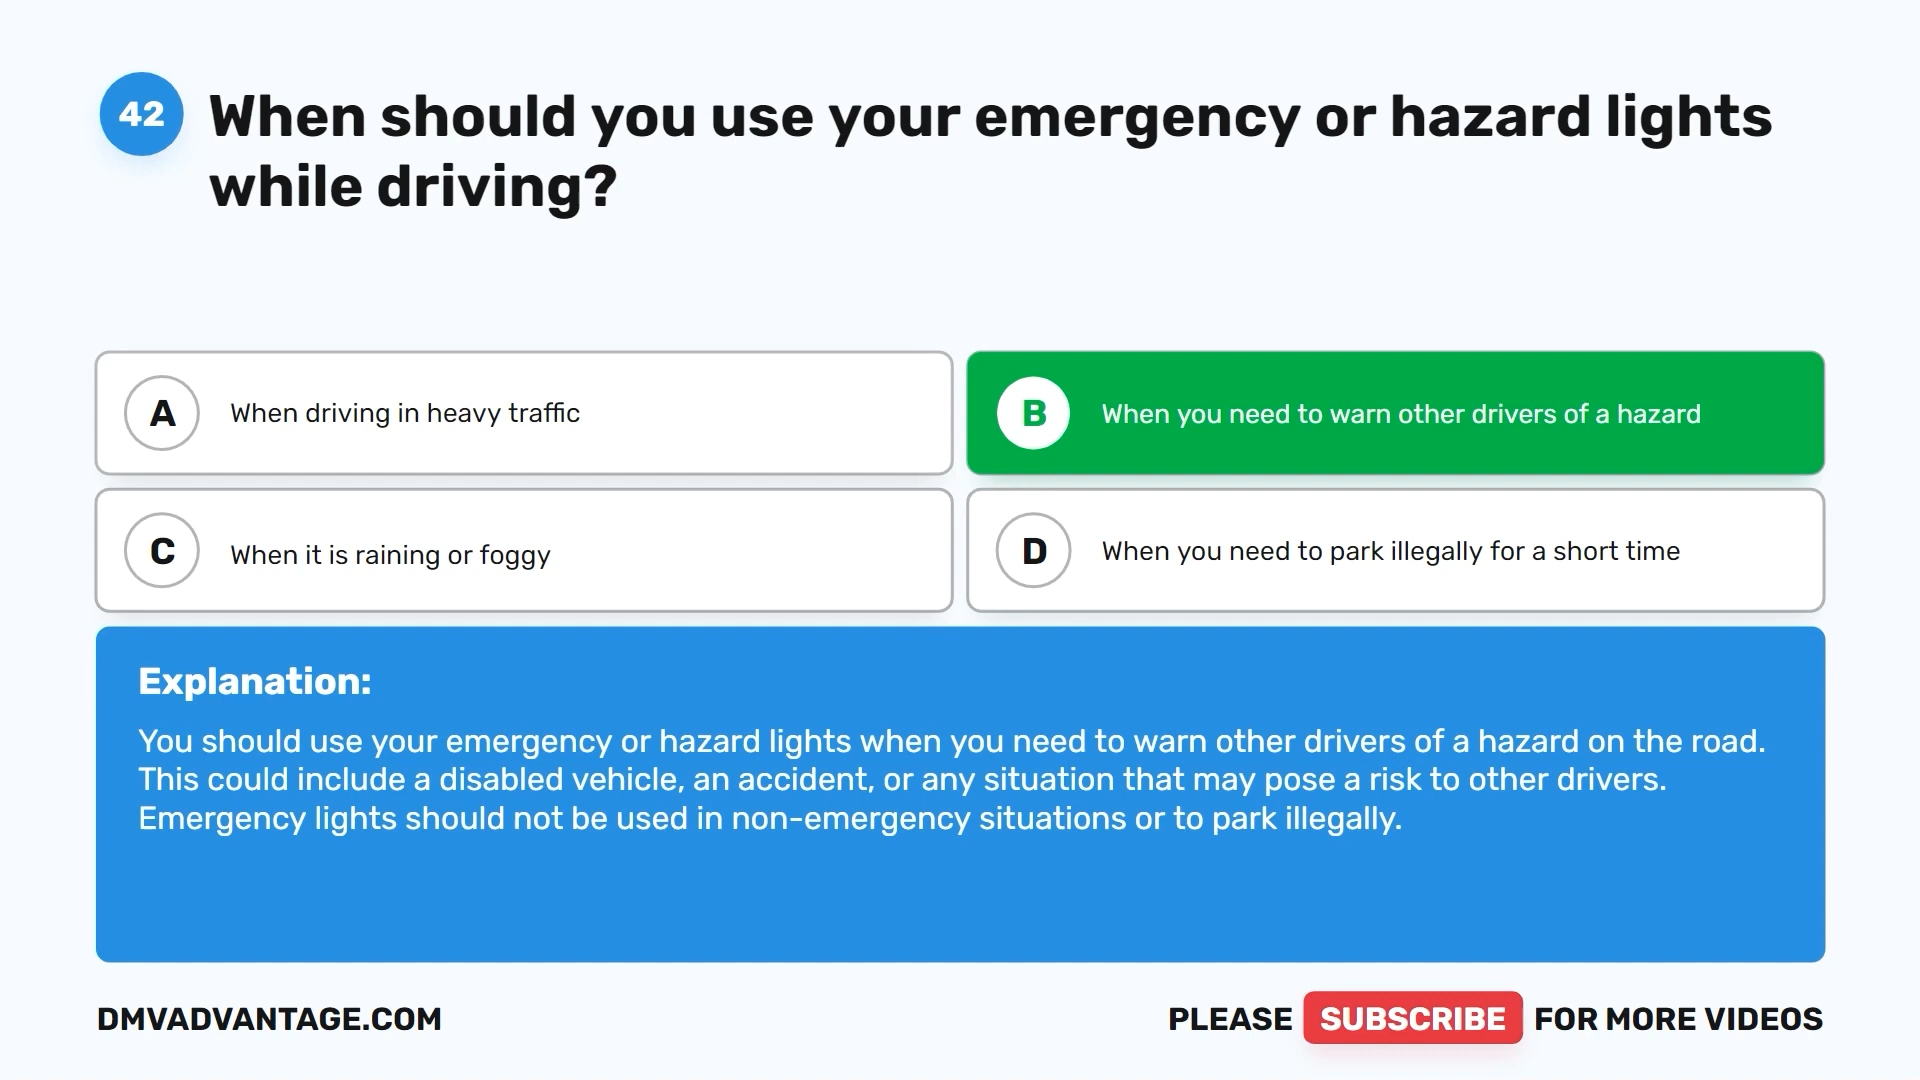 42
When should you use your emergency or hazard lights
while driving?
A
When driving in heavy traffic
B
When you need to warn other drivers of a hazard
C
When it is raining or foggy
D
When you need to park illegally for a short time
Explanation:
You should use your emergency or hazard lights when you need to warn other drivers of a hazard on the road.
This could include a disabled vehicle, an accident, or any situation that may pose a risk to other drivers.
Emergency lights should not be used in non-emergency situations or to park illegally.
DMVADVANTAGE.COM
PLEASE SUBSCRIBE FOR MORE VIDEOS